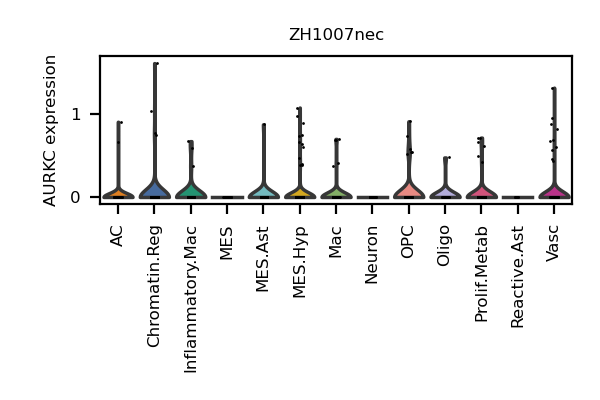 ZH1007nec
AURKC expression
1
0
AC
Chromatin.Reg
Inflammatory.Mac
MES
MES.Ast
MES.Hyp
Mac
Neuron
OPC
Oligo
Prolif.Metab
Reactive.Ast
Vasc